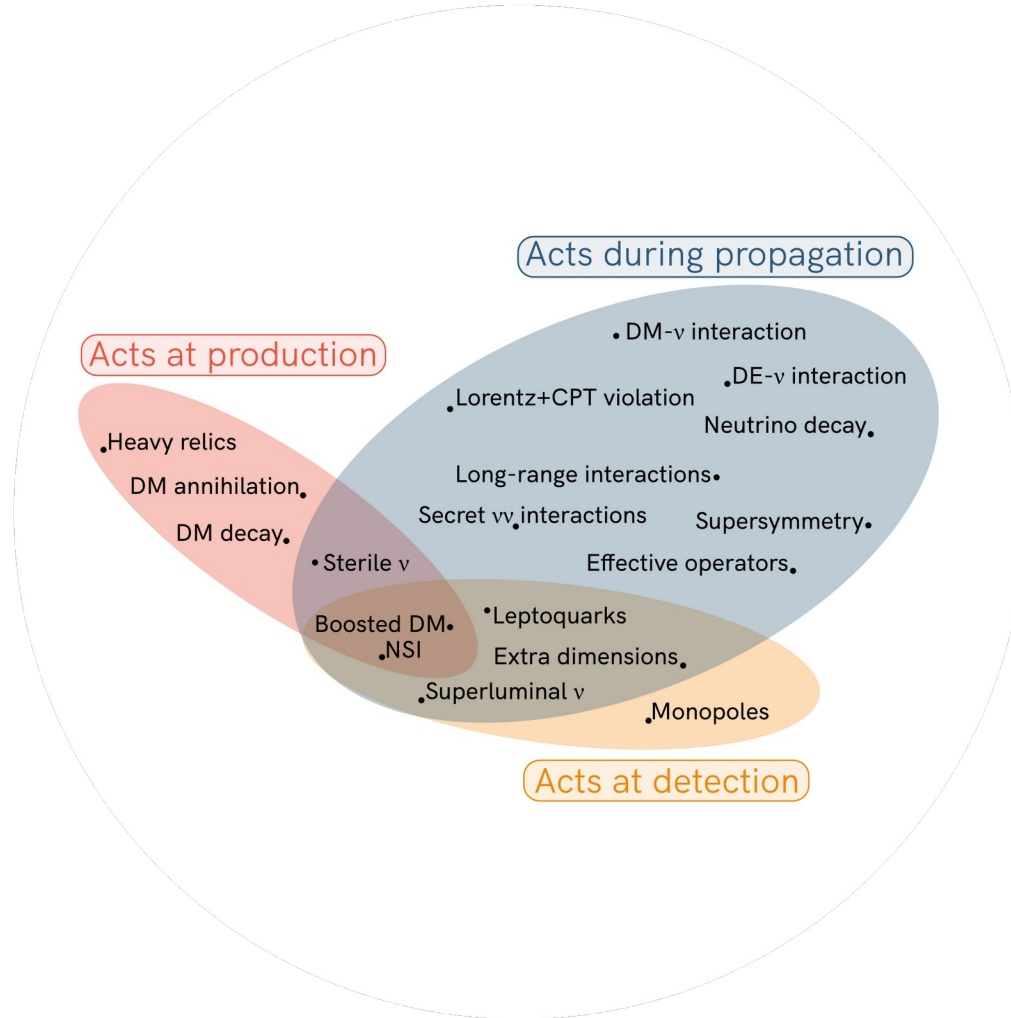 Acts during propagation
DM-ν interaction
Acts at production
DE-ν interaction
Lorentz+CPT violation
Neutrino decay
Heavy relics
Long-range interactions
DM annihilation
Secret νν interactions
Supersymmetry
DM decay
Sterile ν
Effective operators
Leptoquarks
Boosted DM
NSI
Extra dimensions
Superluminal ν
Monopoles
Acts at detection